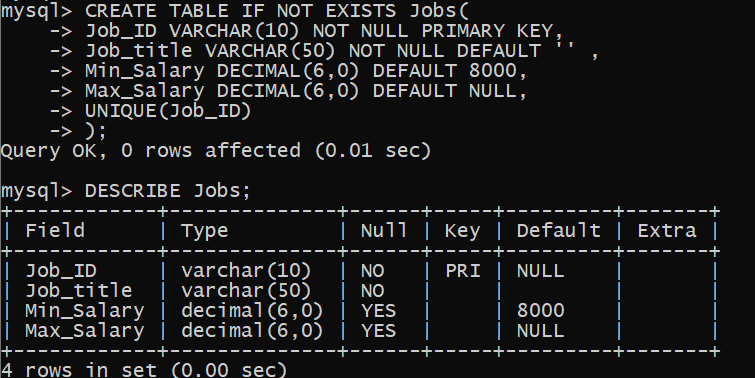 mysql> CREATE TABLE IF NOT EXISTS Jobs(
    -> Job_ID VARCHAR(10) NOT NULL PRIMARY KEY,
    -> Job_title VARCHAR(50) NOT NULL DEFAULT '' ,
    -> Min_Salary DECIMAL(6,0) DEFAULT 8000,
    -> Max_Salary DECIMAL(6,0) DEFAULT NULL,
    -> UNIQUE(Job_ID)
    -> );
Query OK, 0 rows affected (0.01 sec)

mysql> DESCRIBE Jobs;
+------------+--------------+------+-----+---------+-------+
| Field      | Type         | Null | Key | Default | Extra |
+------------+--------------+------+-----+---------+-------+
| Job_ID     | varchar(10)  | NO   | PRI | NULL    |       |
| Job_title  | varchar(50)  | NO   |     |         |       |
| Min_Salary | decimal(6,0) | YES  |     | 8000    |       |
| Max_Salary | decimal(6,0) | YES  |     | NULL    |       |
+------------+--------------+------+-----+---------+-------+
4 rows in set (0.00 sec)